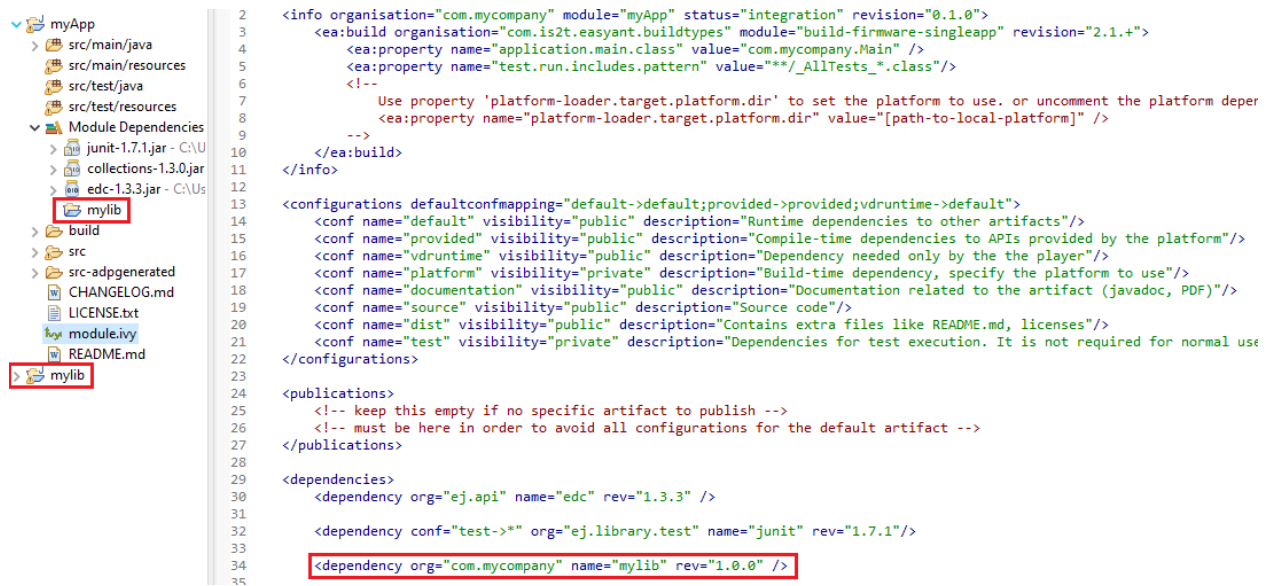 myApp
src/main/java
src/main/resources
src/test/java
src/test/resources
Module Dependencies
junit-1.7.1.jar - C:\U
collections-1.3.0.jar
edc-1.3.3.jar - C:\Us
mylib
build
src
src-adpgenerated
CHANGELOG.md
LICENSE.txt
module.ivy
README.md
mylib
2 <info organisation="com.mycompany" module="myApp" status="integration" revision="0.1.0">
3 <ea:build organisation="com.is2t.easyant.buildtypes" module="build-firmware-singleapp" revision="2.1.+">
4 <ea:property name="application.main.class" value="com.mycompany.Main" />
5 <ea:property name="test.run.includes.pattern" value="**/_AllTests_*.class"/>
6 <!--
7 Use property 'platform-loader.target.platform.dir' to set the platform to use. or uncomment the platform deper
8 <ea:property name="platform-loader.target.platform.dir" value="[path-to-local-platform]" />
9 -->
10 </ea:build>
11 </info>
12
13 <configurations defaultconfmapping="default->default;provided->provided;vdruntime->default">
14 <conf name="default" visibility="public" description="Runtime dependencies to other artifacts"/>
15 <conf name="provided" visibility="public" description="Compile-time dependencies to APIs provided by the platform"/>
16 <conf name="vdruntime" visibility="public" description="Dependency needed only by the the player"/>
17 <conf name="platform" visibility="private" description="Build-time dependency, specify the platform to use"/>
18 <conf name="documentation" visibility="public" description="Documentation related to the artifact (javadoc, PDF)"/>
19 <conf name="source" visibility="public" description="Source code"/>
20 <conf name="dist" visibility="public" description="Contains extra files like README.md, licenses"/>
21 <conf name="test" visibility="private" description="Dependencies for test execution. It is not required for normal use
22 </configurations>
23
24 <publications>
25 <!-- keep this empty if no specific artifact to publish -->
26 <!-- must be here in order to avoid all configurations for the default artifact -->
27 </publications>
28
29 <dependencies>
30 <dependency org="ej.api" name="edc" rev="1.3.3" />
31
32 <dependency conf="test->*" org="ej.library.test" name="junit" rev="1.7.1"/>
33
34 <dependency org="com.mycompany" name="mylib" rev="1.0.0" />
35